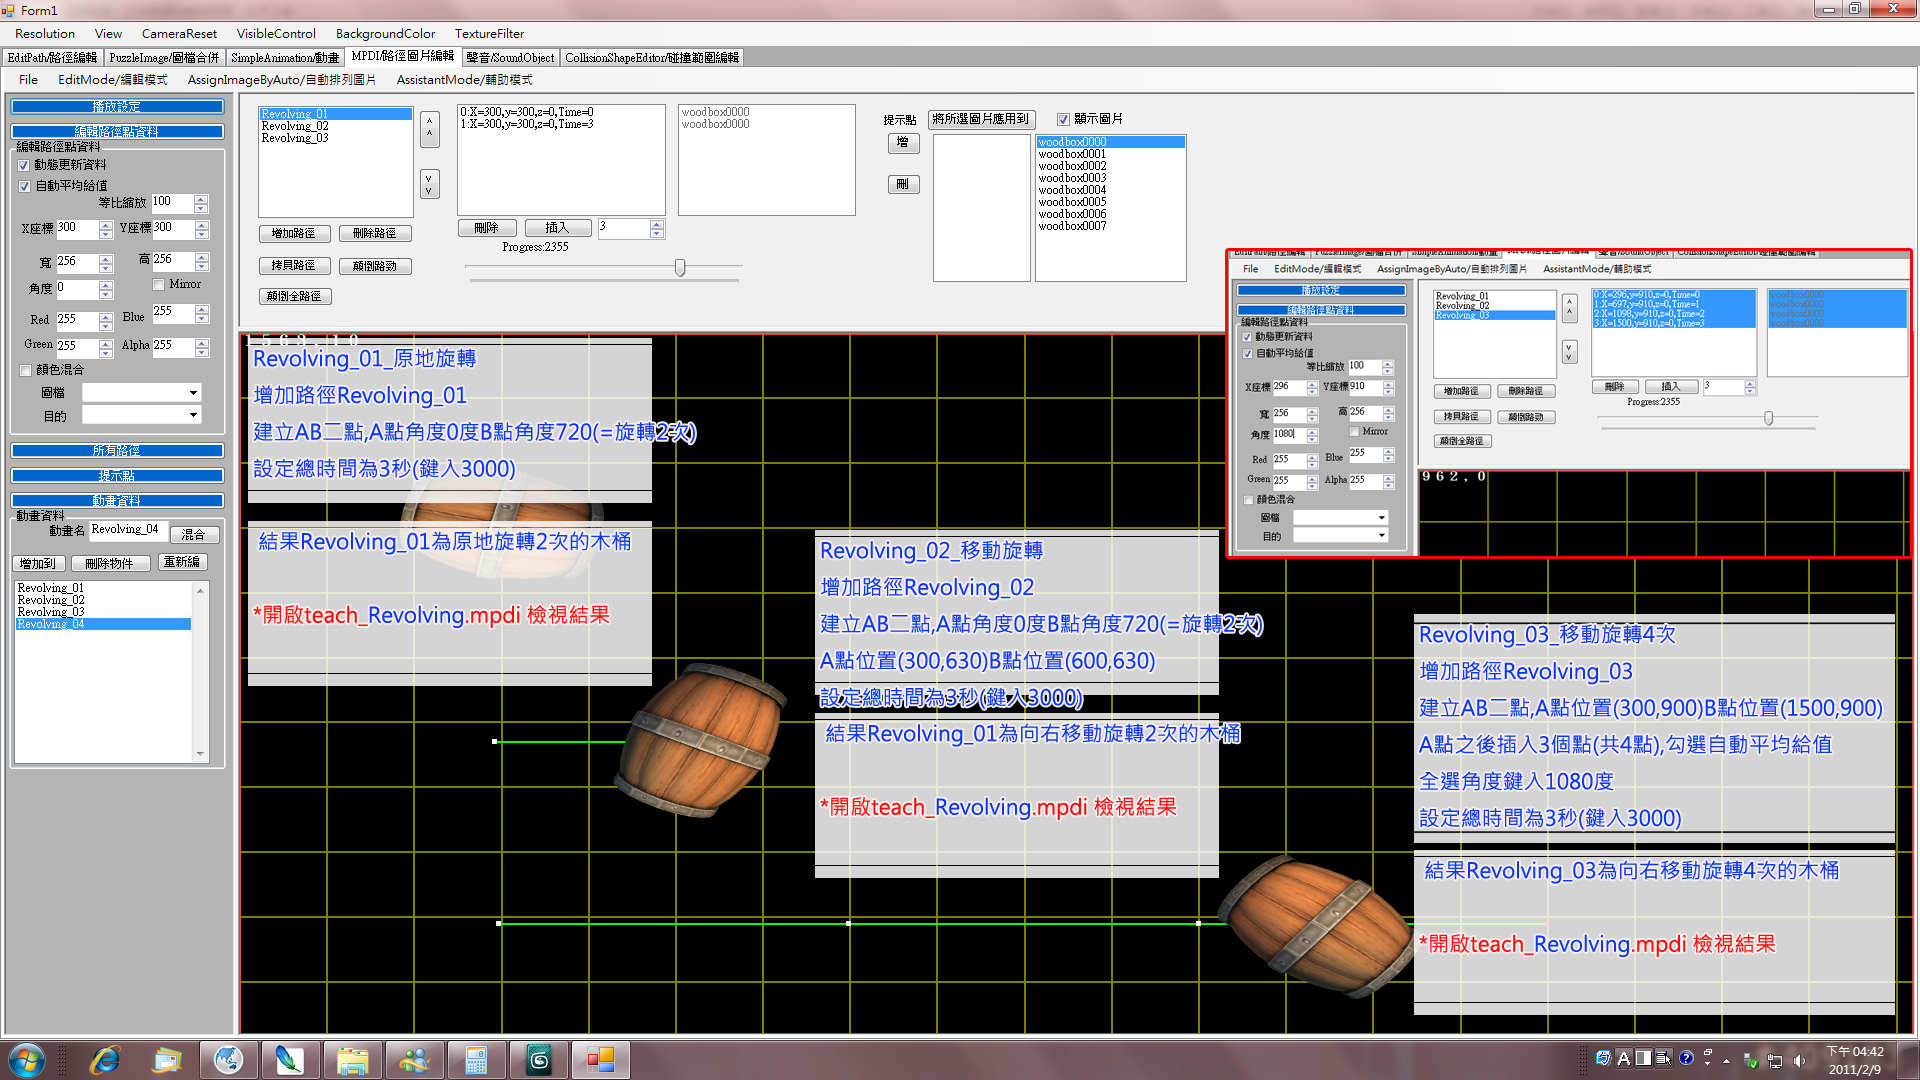 Form1
Resolution View CameraReset VisibleControl BackgroundColor TextureFilter
EditPath/路徑編輯 PuzzleImage/圖檔合併 SimpleAnimation/動畫 MPDI/路徑圖片編輯 聲音/SoundObject CollisionShapeEditor/碰撞範圍編輯
File EditMode/編輯模式 AssignImageByAuto/自動排列圖片 AssistantMode/輔助模式
播放設定
編輯路徑點資料
編輯路徑點資料
動態更新資料
自動平均給值
等比縮放 100
X座標 300 Y座標 300
寬 256 高 256
角度 0 Mirror
Red 255 Blue 255
Green 255 Alpha 255
顏色混合
圖檔
目的
所有路徑
提示點
動畫資料
動畫資料
動畫名 Revolving_04 混合
增加到 刪除物件 重新編
Revolving_01
Revolving_02
Revolving_03
Revolving_04
Revolving_01
Revolving_02
Revolving_03
增加路徑 刪除路徑
拷貝路徑 顛倒路勁
顛倒全路徑
0:X=300,y=300,z=0,Time=0
1:X=300,y=300,z=0,Time=3
刪除 插入 3
Progress:2355
woodbox0000
woodbox0000
提示點 將所選圖片應用到 顯示圖片
增
刪
woodbox0000
woodbox0001
woodbox0002
woodbox0003
woodbox0004
woodbox0005
woodbox0006
woodbox0007
File EditMode/編輯模式 AssignImageByAuto/自動排列圖片 AssistantMode/輔助模式
播放設定
編輯路徑點資料
編輯路徑點資料
動態更新資料
自動平均給值
等比縮放 100
X座標 296 Y座標 910
寬 256 高 256
角度 1080 Mirror
Red 255 Blue 255
Green 255 Alpha 255
顏色混合
圖檔
目的
Revolving_01
Revolving_02
Revolving_03
增加路徑 刪除路徑
拷貝路徑 顛倒路勁
顛倒全路徑
0:X=296,y=910,z=0,Time=0
1:X=697,y=910,z=0,Time=1
2:X=1098,y=910,z=0,Time=2
3:X=1500,y=910,z=0,Time=3
刪除 插入 3
Progress:2355
woodbox0000
woodbox0000
woodbox0000
woodbox0000
962,0
1563,10
Revolving_01_原地旋轉
增加路徑Revolving_01
建立AB二點,A點角度0度B點角度720(=旋轉2次)
設定總時間為3秒(鍵入3000)
結果Revolving_01為原地旋轉2次的木桶
*開啟teach_Revolving.mpdi 檢視結果
Revolving_02_移動旋轉
增加路徑Revolving_02
建立AB二點,A點角度0度B點角度720(=旋轉2次)
A點位置(300,630)B點位置(600,630)
設定總時間為3秒(鍵入3000)
結果Revolving_01為向右移動旋轉2次的木桶
*開啟teach_Revolving.mpdi 檢視結果
Revolving_03_移動旋轉4次
增加路徑Revolving_03
建立AB二點,A點位置(300,900)B點位置(1500,900)
A點之後插入3個點(共4點),勾選自動平均給值
全選角度鍵入1080度
設定總時間為3秒(鍵入3000)
結果Revolving_03為向右移動旋轉4次的木桶
*開啟teach_Revolving.mpdi 檢視結果
下午 04:42
2011/2/9